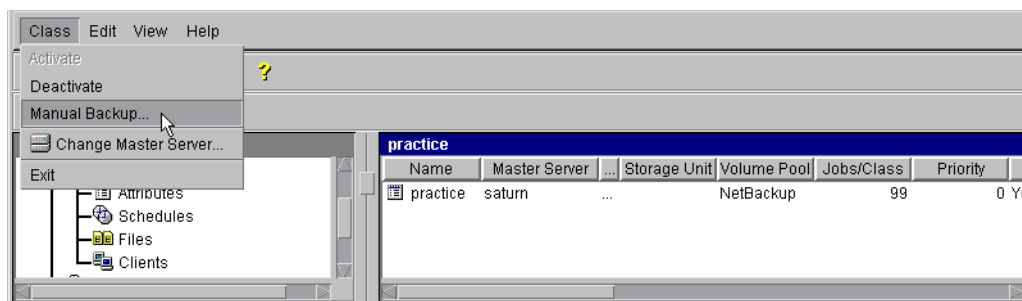 Class Edit View Help
Activate
Deactivate
Manual Backup...
Change Master Server...
Exit
Attributes
Schedules
Files
Clients
practice
Name Master Server ... Storage Unit Volume Pool Jobs/Class Priority
practice saturn ... NetBackup 99 0